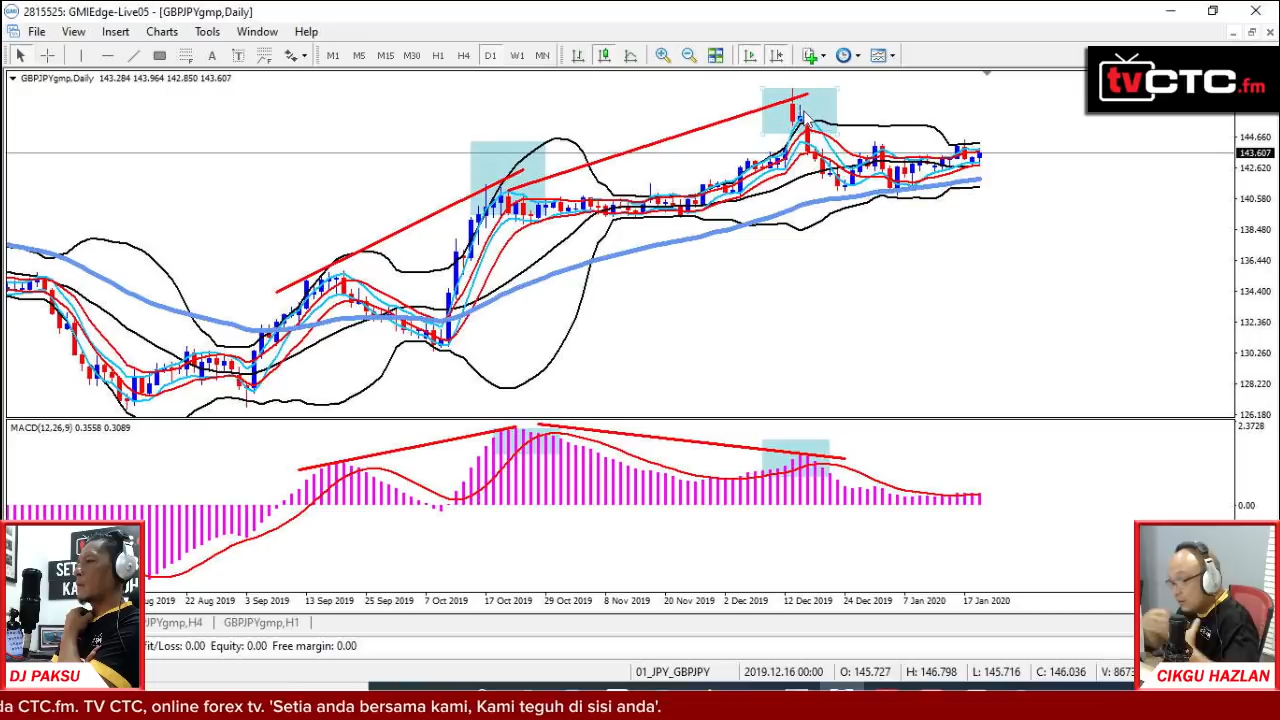 2815525: GMIEdge-Live05 - [GBPJPYgmp,Daily]
File View Insert Charts Tools Window Help
M1 M5 M15 M30 H1 H4 D1 W1 MN
tvCTC.fm
GBPJPYgmp,Daily 143.284 143.964 142.850 143.607
144.660
143.607
142.620
140.580
138.480
136.440
134.400
132.360
130.260
128.220
126.180
MACD(12,26,9) 0.3558 0.3089
2.3728
0.00
2019 22 Aug 2019 3 Sep 2019 13 Sep 2019 25 Sep 2019 7 Oct 2019 17 Oct 2019 29 Oct 2019 8 Nov 2019 20 Nov 2019 2 Dec 2019 12 Dec 2019 24 Dec 2019 7 Jan 2020 17 Jan 2020
GBPJPYgmp,H1
Loss: 0.00 Equity: 0.00 Free margin: 0.00
01_JPY_GBPJPY 2019.12.16 00:00 O: 145.727 H: 146.798 L: 145.716 C: 146.036 V: 8673
DJ PAKSU
CIKGU HAZLAN
CTC.fm. TV CTC, online forex tv. 'Setia anda bersama kami, Kami teguh di sisi anda'.